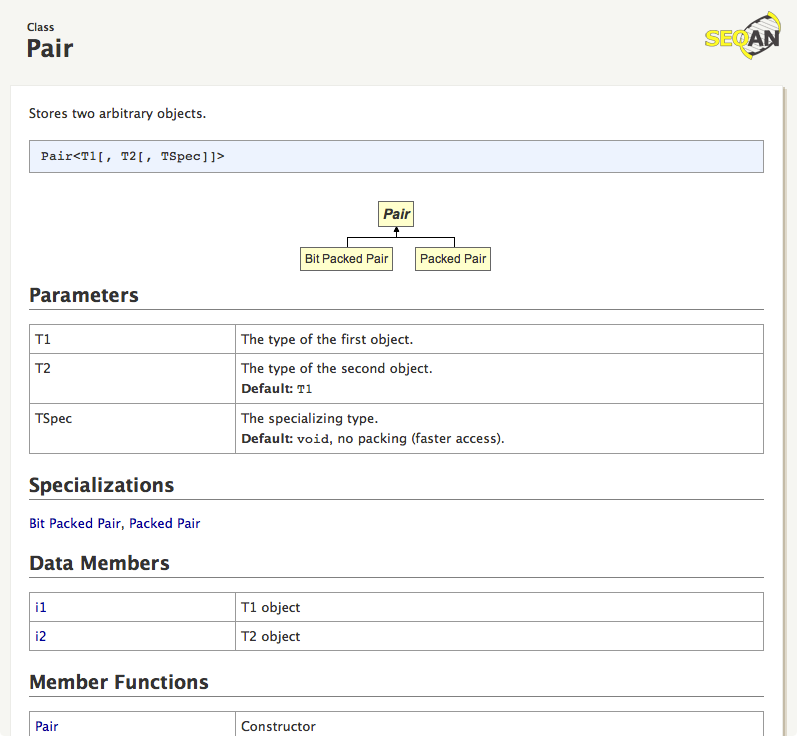 Class
Pair
SEQAN
Stores two arbitrary objects.
Pair<T1[, T2[, TSpec]]>
Pair
Bit Packed Pair Packed Pair
Parameters
T1 The type of the first object.
T2 The type of the second object.
Default: T1
TSpec The specializing type.
Default: void, no packing (faster access).
Specializations
Bit Packed Pair, Packed Pair
Data Members
i1 T1 object
i2 T2 object
Member Functions
Pair Constructor